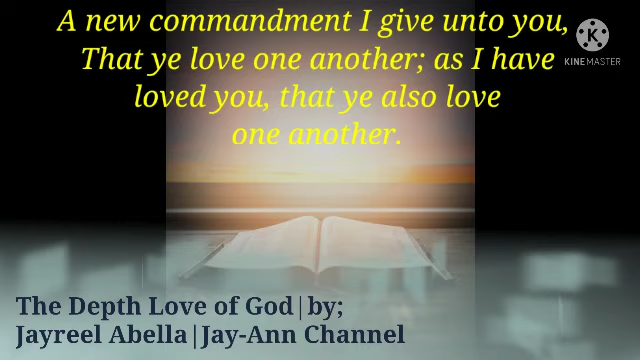 A new commandment I give unto you,
That ye love one another; as I have
loved you, that ye also love
one another.
K
KINEMASTER
The Depth Love of God|by;
Jayreel Abella|Jay-Ann Channel